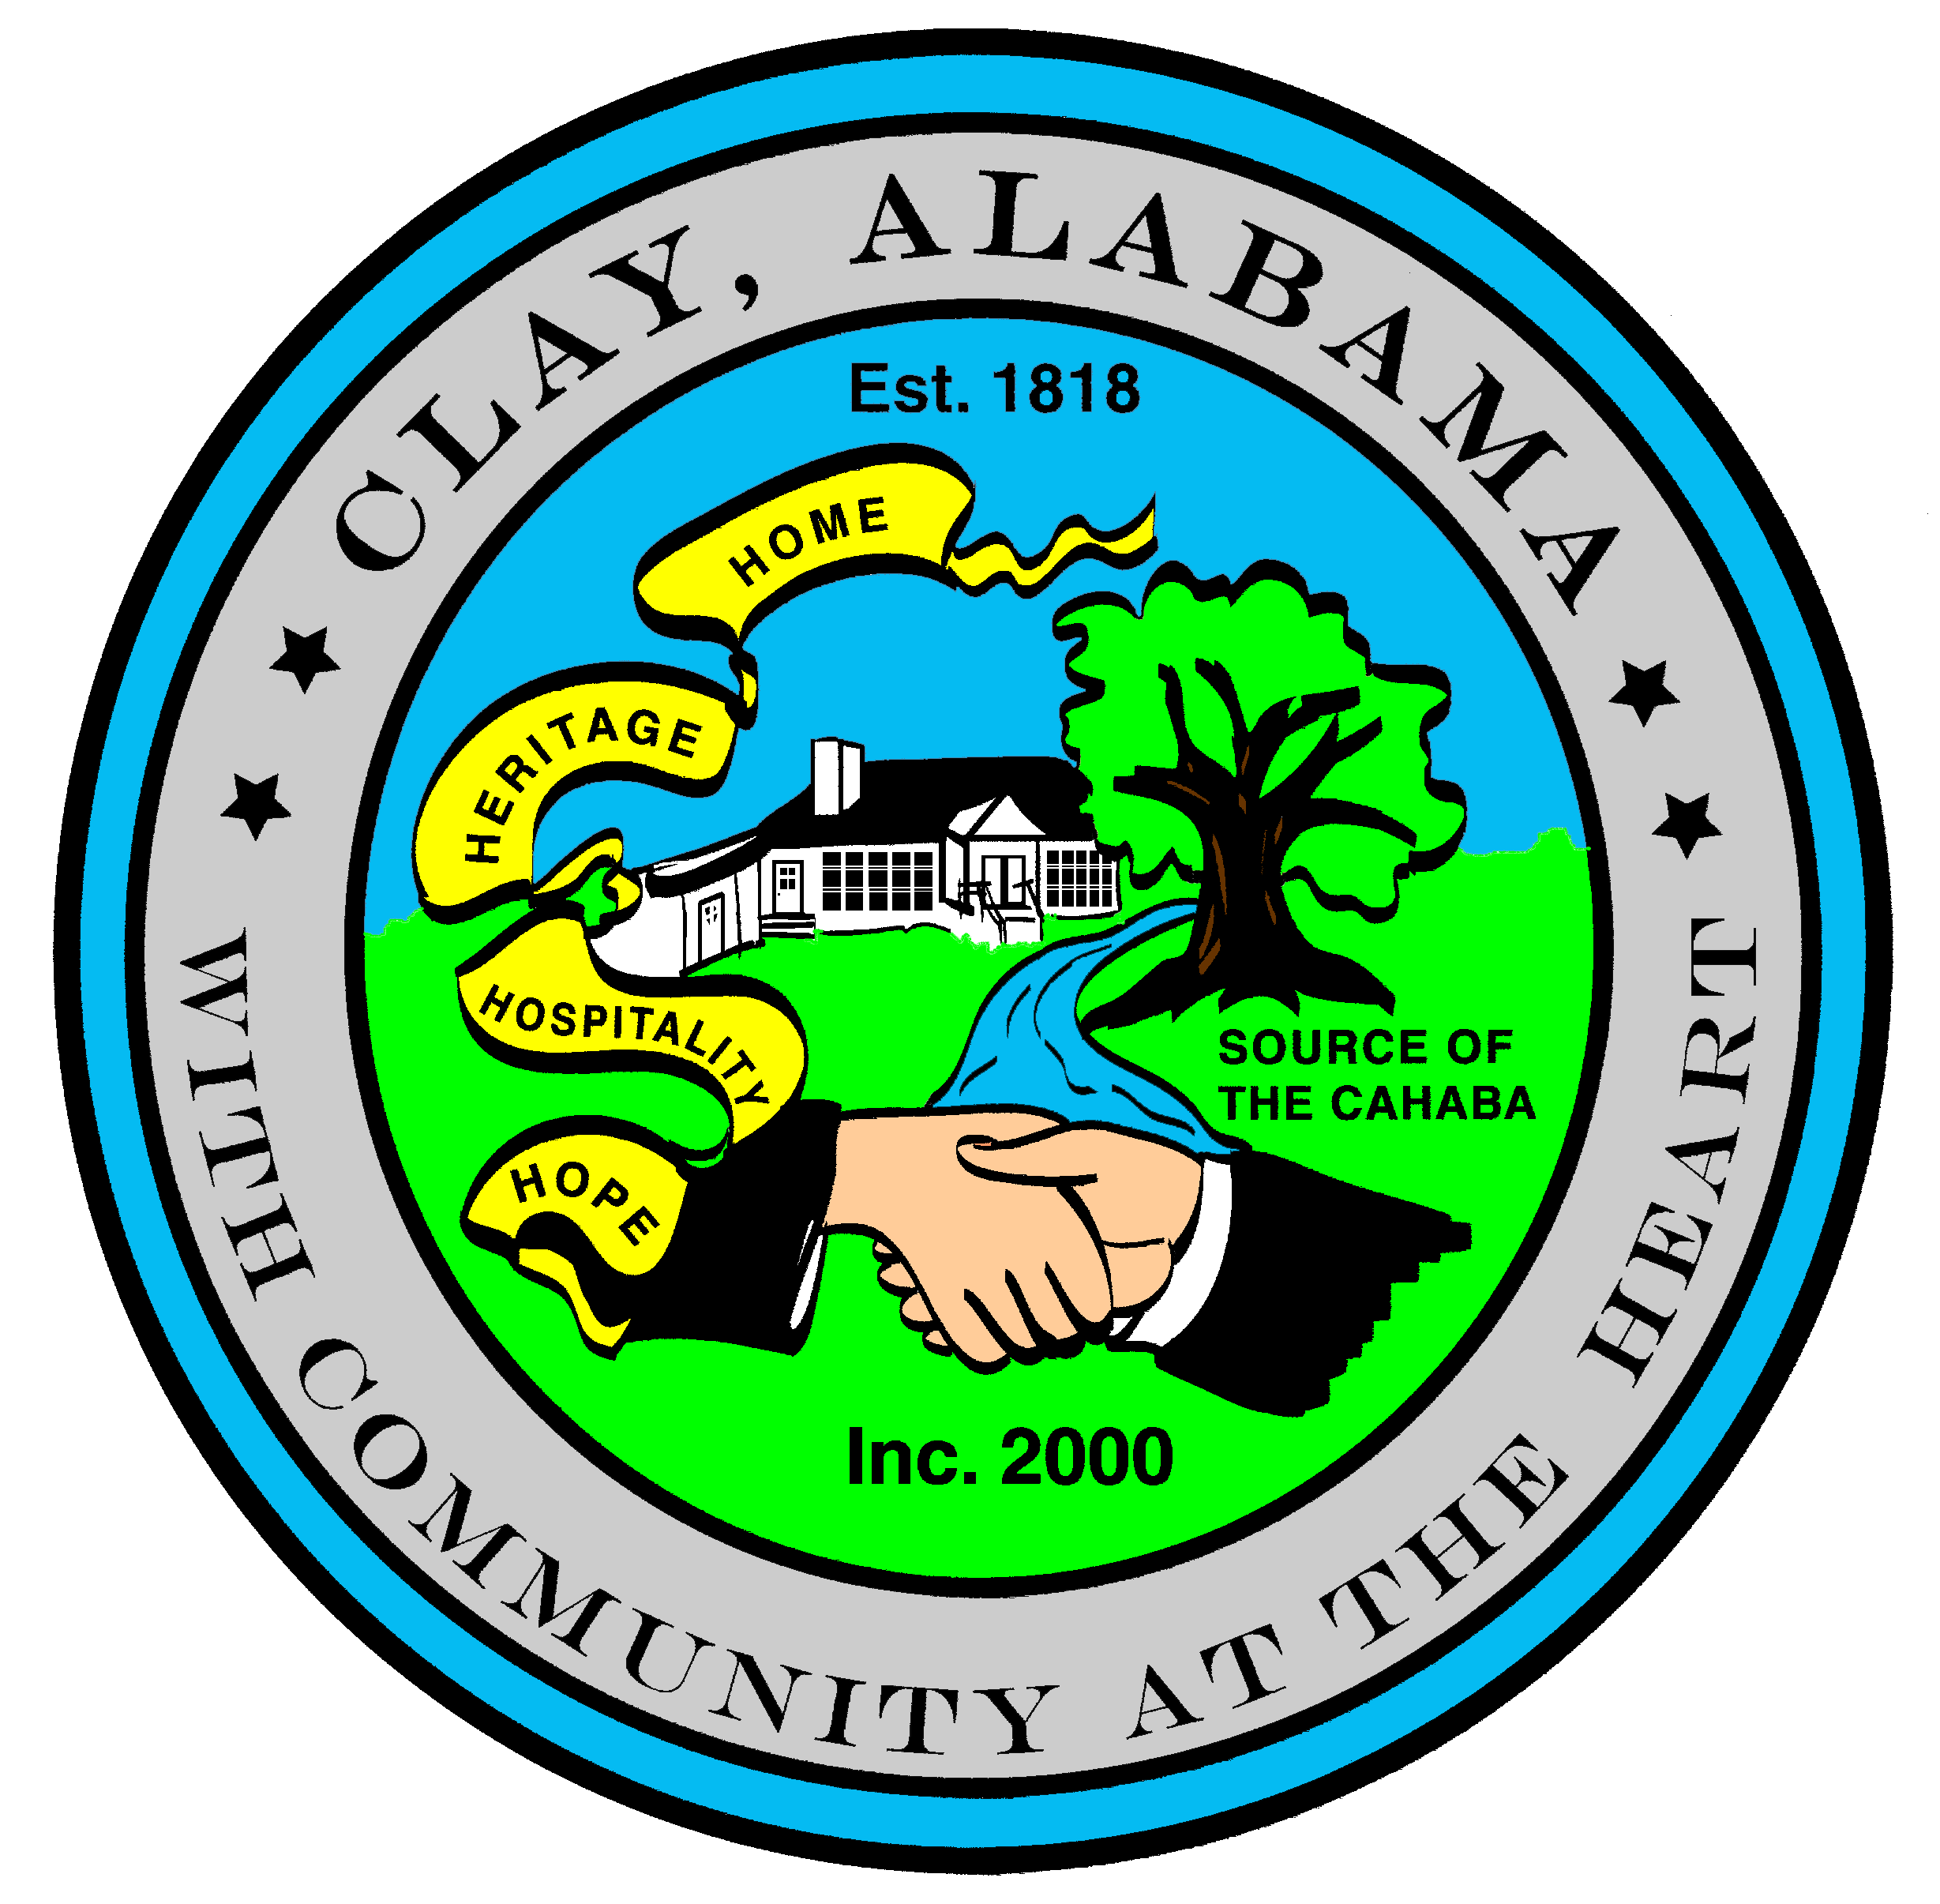 CLAY, ALABAMA
Est. 1818
HOME
HERITAGE
HOSPITALITY
HOPE
SOURCE OF
THE CAHABA
Inc. 2000
WITH COMMUNITY AT THE HEART